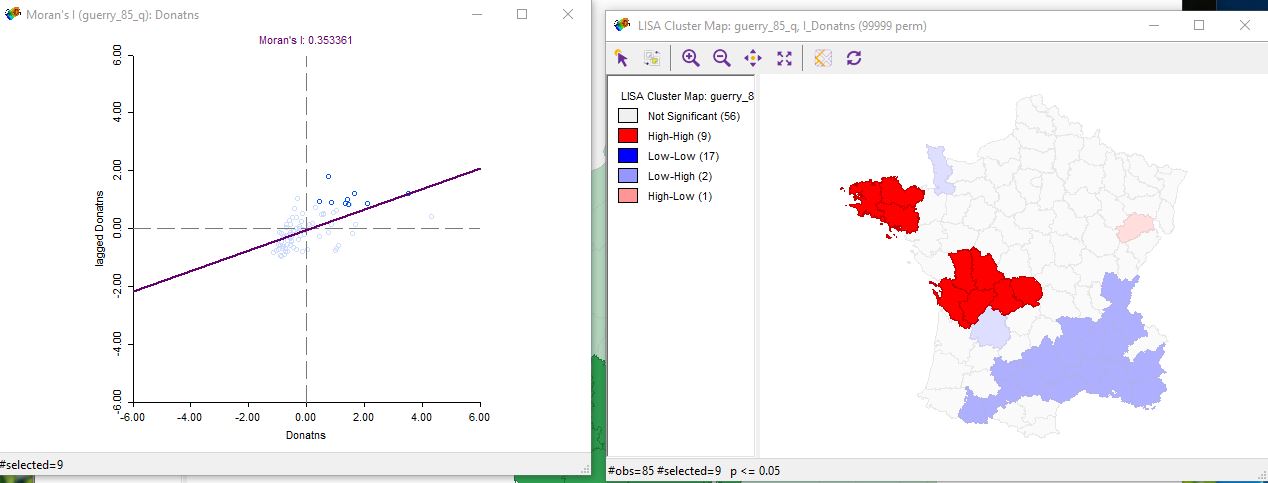 Moran's I (guerry_85_q): Donatns
Moran's I: 0.353361
6.00
4.00
2.00
0.00
-2.00
-4.00
-6.00
lagged Donatns
-6.00 -4.00 -2.00 0.00 2.00 4.00 6.00
Donatns
#selected=9
LISA Cluster Map: guerry_85_q, I_Donatns (99999 perm)
LISA Cluster Map: guerry_8
Not Significant (56)
High-High (9)
Low-Low (17)
Low-High (2)
High-Low (1)
#obs=85 #selected=9 p <= 0.05